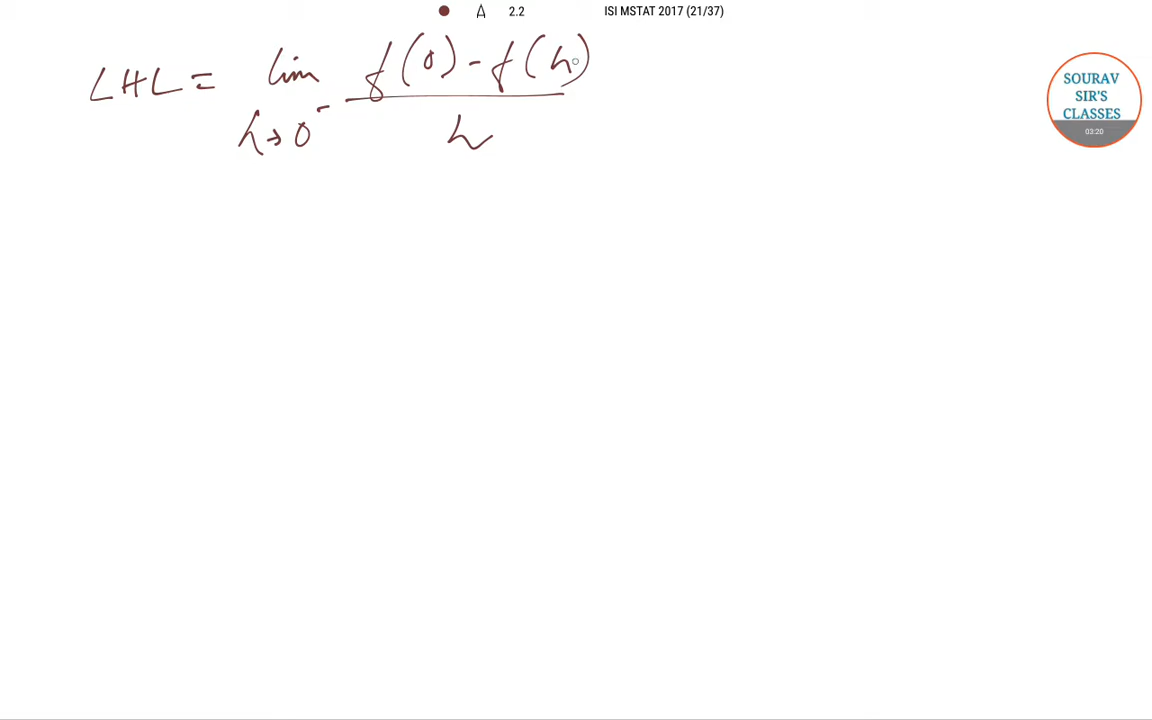 2.2 ISI MSTAT 2017 (21/37)
LHL = lim h→0⁻ f(0) - f(h) / h
SOURAV
SIR'S
CLASSES
03:20